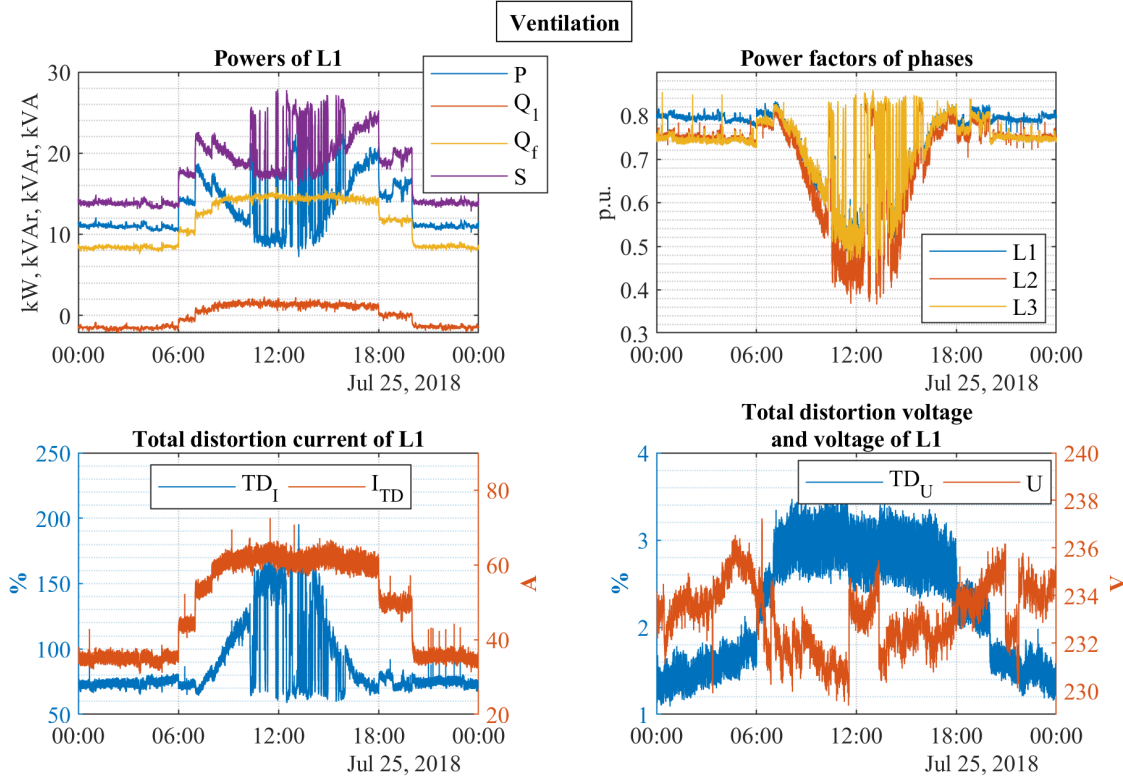 Ventilation
Powers of L1
kW, kVAr, kVAr, kVA
30
20
10
0
P
Q1
Qf
S
00:00 06:00 12:00 18:00 00:00
Jul 25, 2018
Power factors of phases
p.u.
0.8
0.7
0.6
0.5
0.4
0.3
L1
L2
L3
00:00 06:00 12:00 18:00 00:00
Jul 25, 2018
Total distortion current of L1
%
250
200
150
100
50
TDI ITD
80
60
40
20
A
00:00 06:00 12:00 18:00 00:00
Jul 25, 2018
Total distortion voltage
and voltage of L1
%
4
3
2
1
TDU U
240
238
236
234
232
230
V
00:00 06:00 12:00 18:00 00:00
Jul 25, 2018